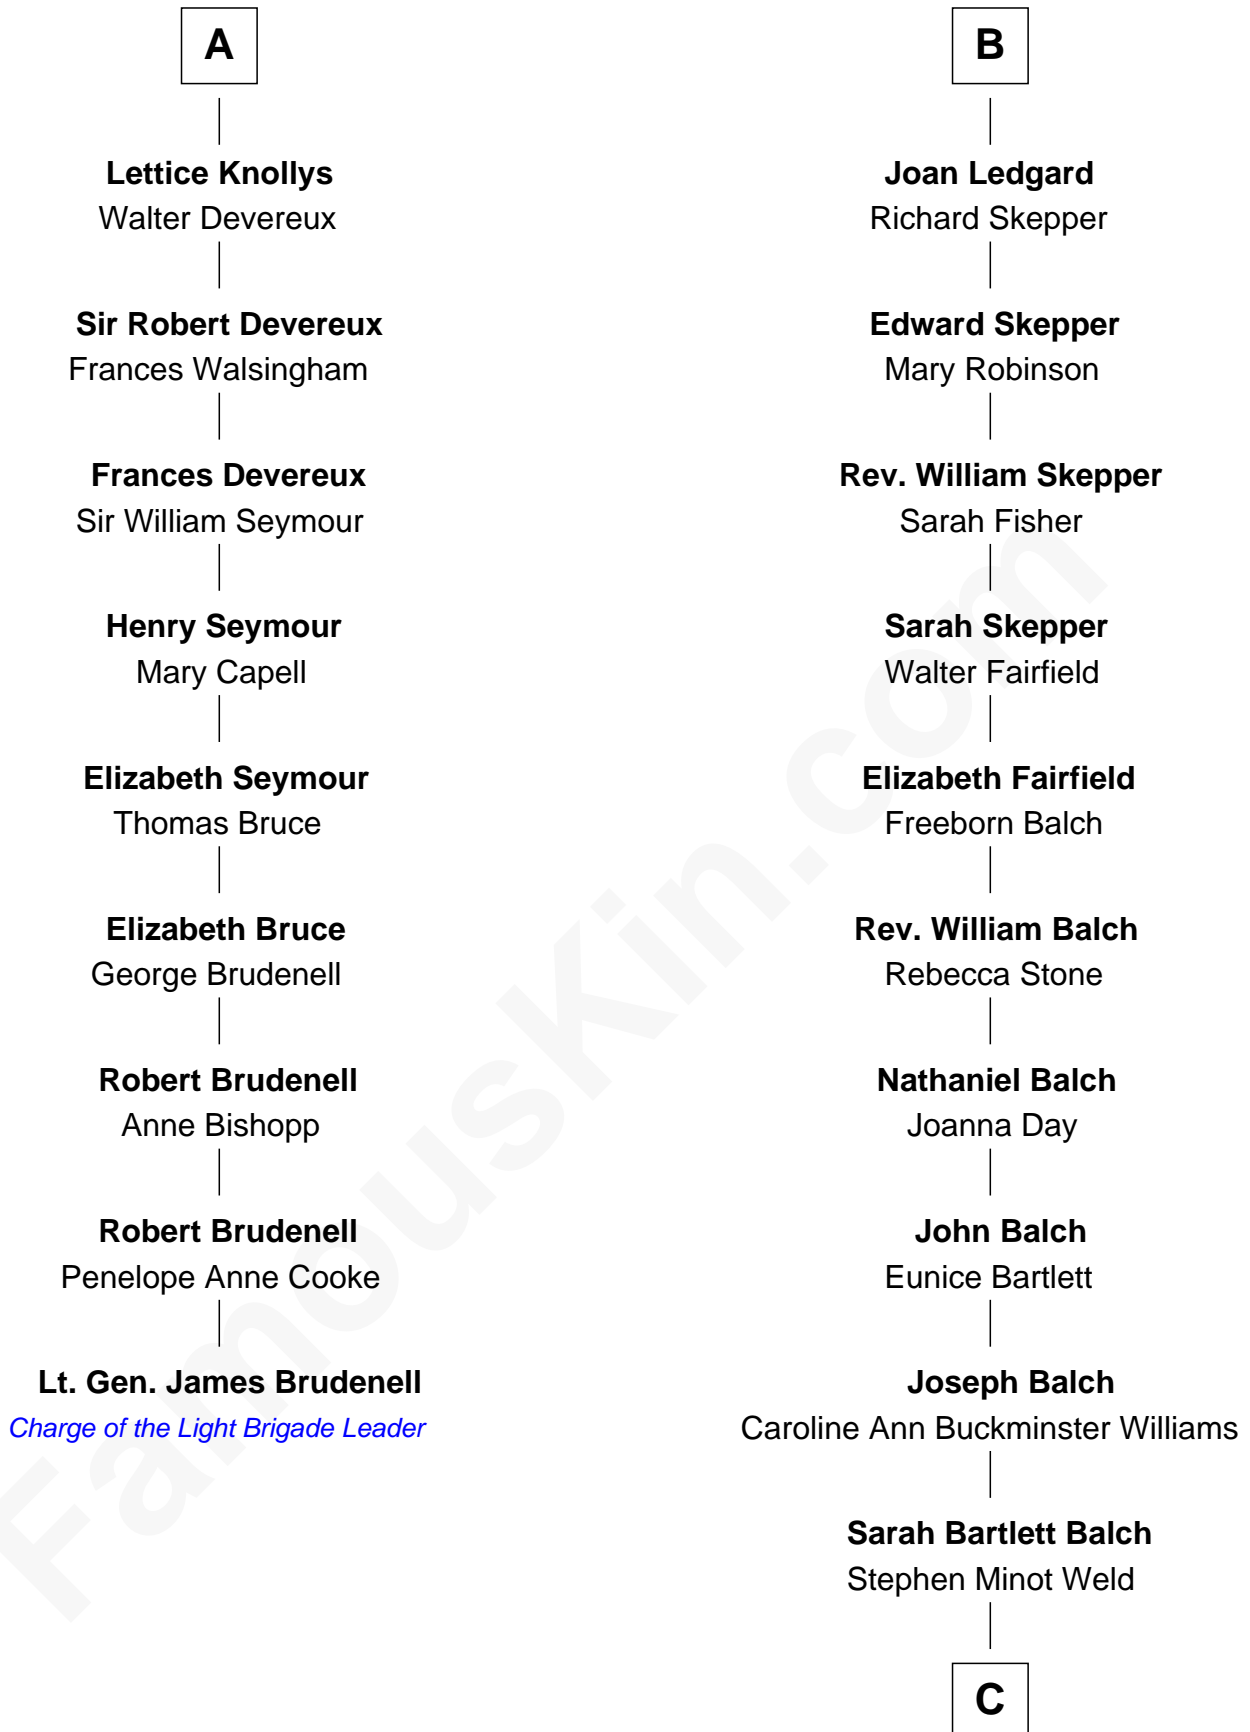 A
Lettice Knollys
Walter Devereux
Sir Robert Devereux
Frances Walsingham
Frances Devereux
Sir William Seymour
Henry Seymour
Mary Capell
Elizabeth Seymour
Thomas Bruce
Elizabeth Bruce
George Brudenell
Robert Brudenell
Anne Bishopp
Robert Brudenell
Penelope Anne Cooke
Lt. Gen. James Brudenell
Charge of the Light Brigade Leader
B
Joan Ledgard
Richard Skepper
Edward Skepper
Mary Robinson
Rev. William Skepper
Sarah Fisher
Sarah Skepper
Walter Fairfield
Elizabeth Fairfield
Freeborn Balch
Rev. William Balch
Rebecca Stone
Nathaniel Balch
Joanna Day
John Balch
Eunice Bartlett
Joseph Balch
Caroline Ann Buckminster Williams
Sarah Bartlett Balch
Stephen Minot Weld
C
FamousKin.com